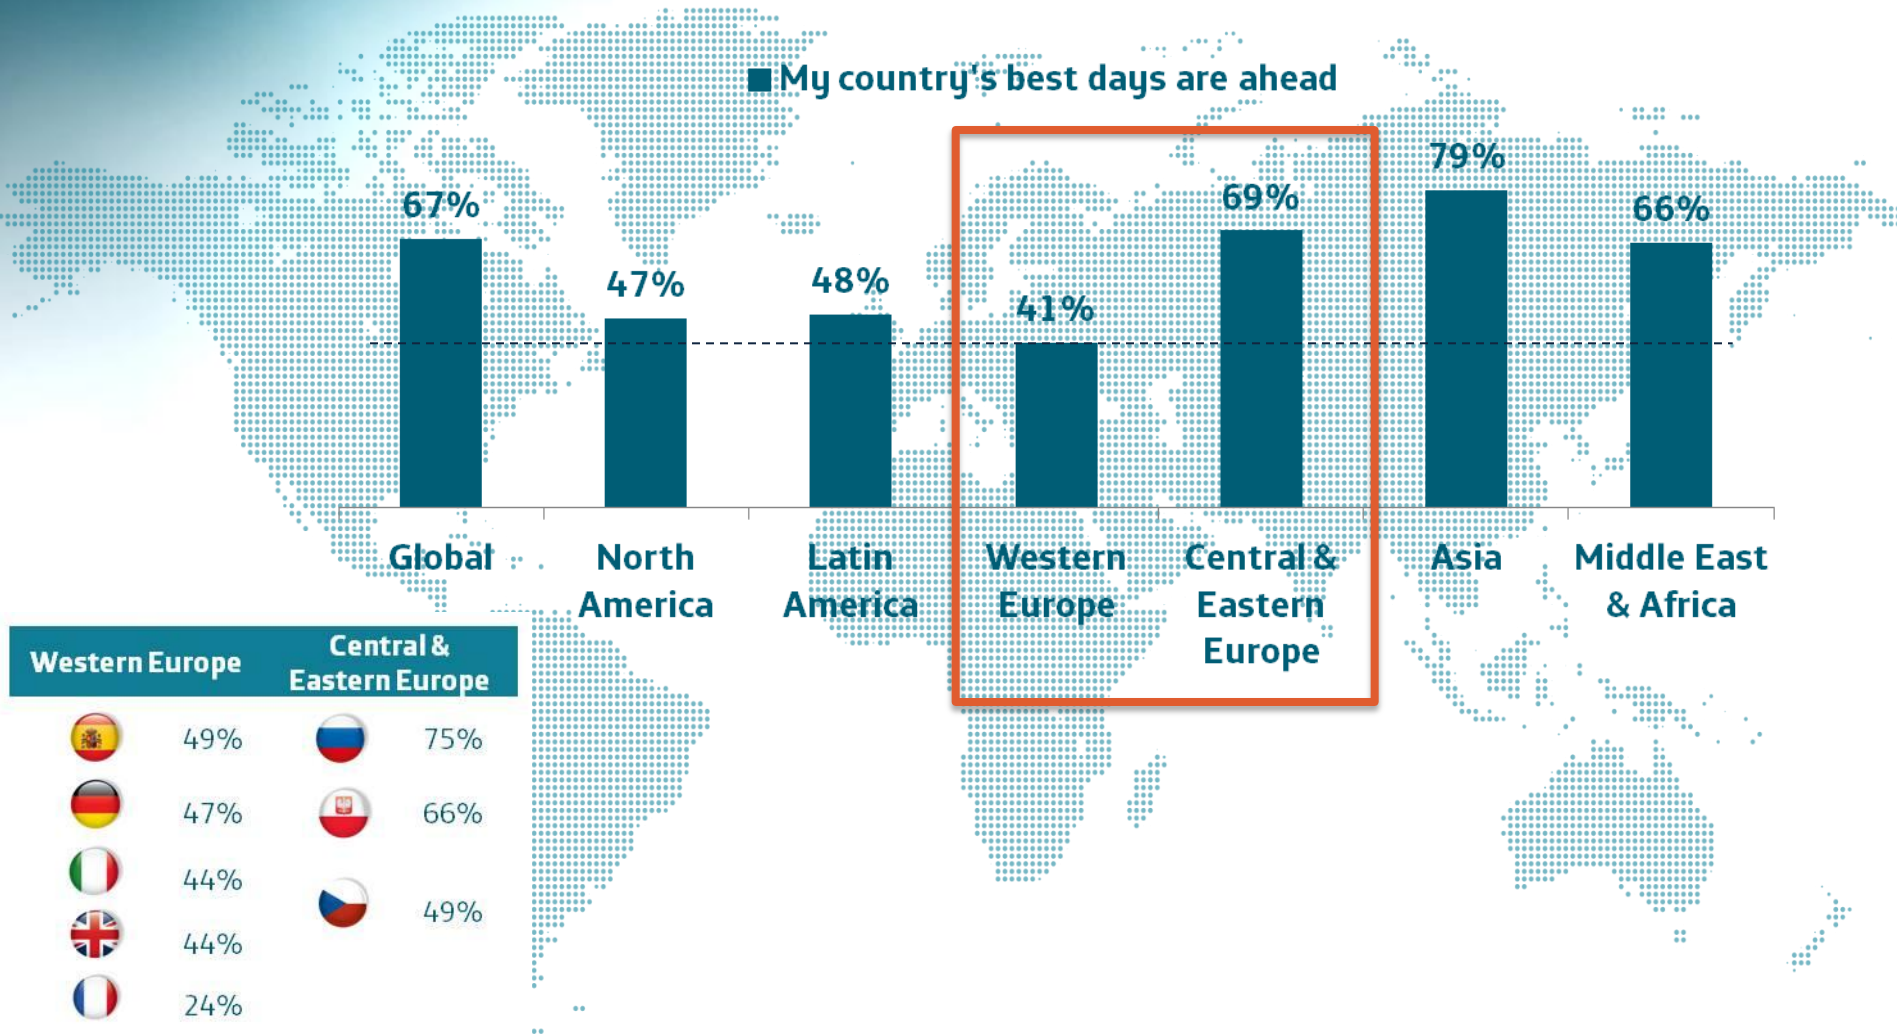 My country's best days are ahead
67%
47%
48%
41%
69%
79%
66%
Global
North
America
Latin
America
Western
Europe
Central &
Eastern
Europe
Asia
Middle East
& Africa
Western Europe
Central &
Eastern Europe
49%
75%
47%
66%
44%
49%
44%
24%